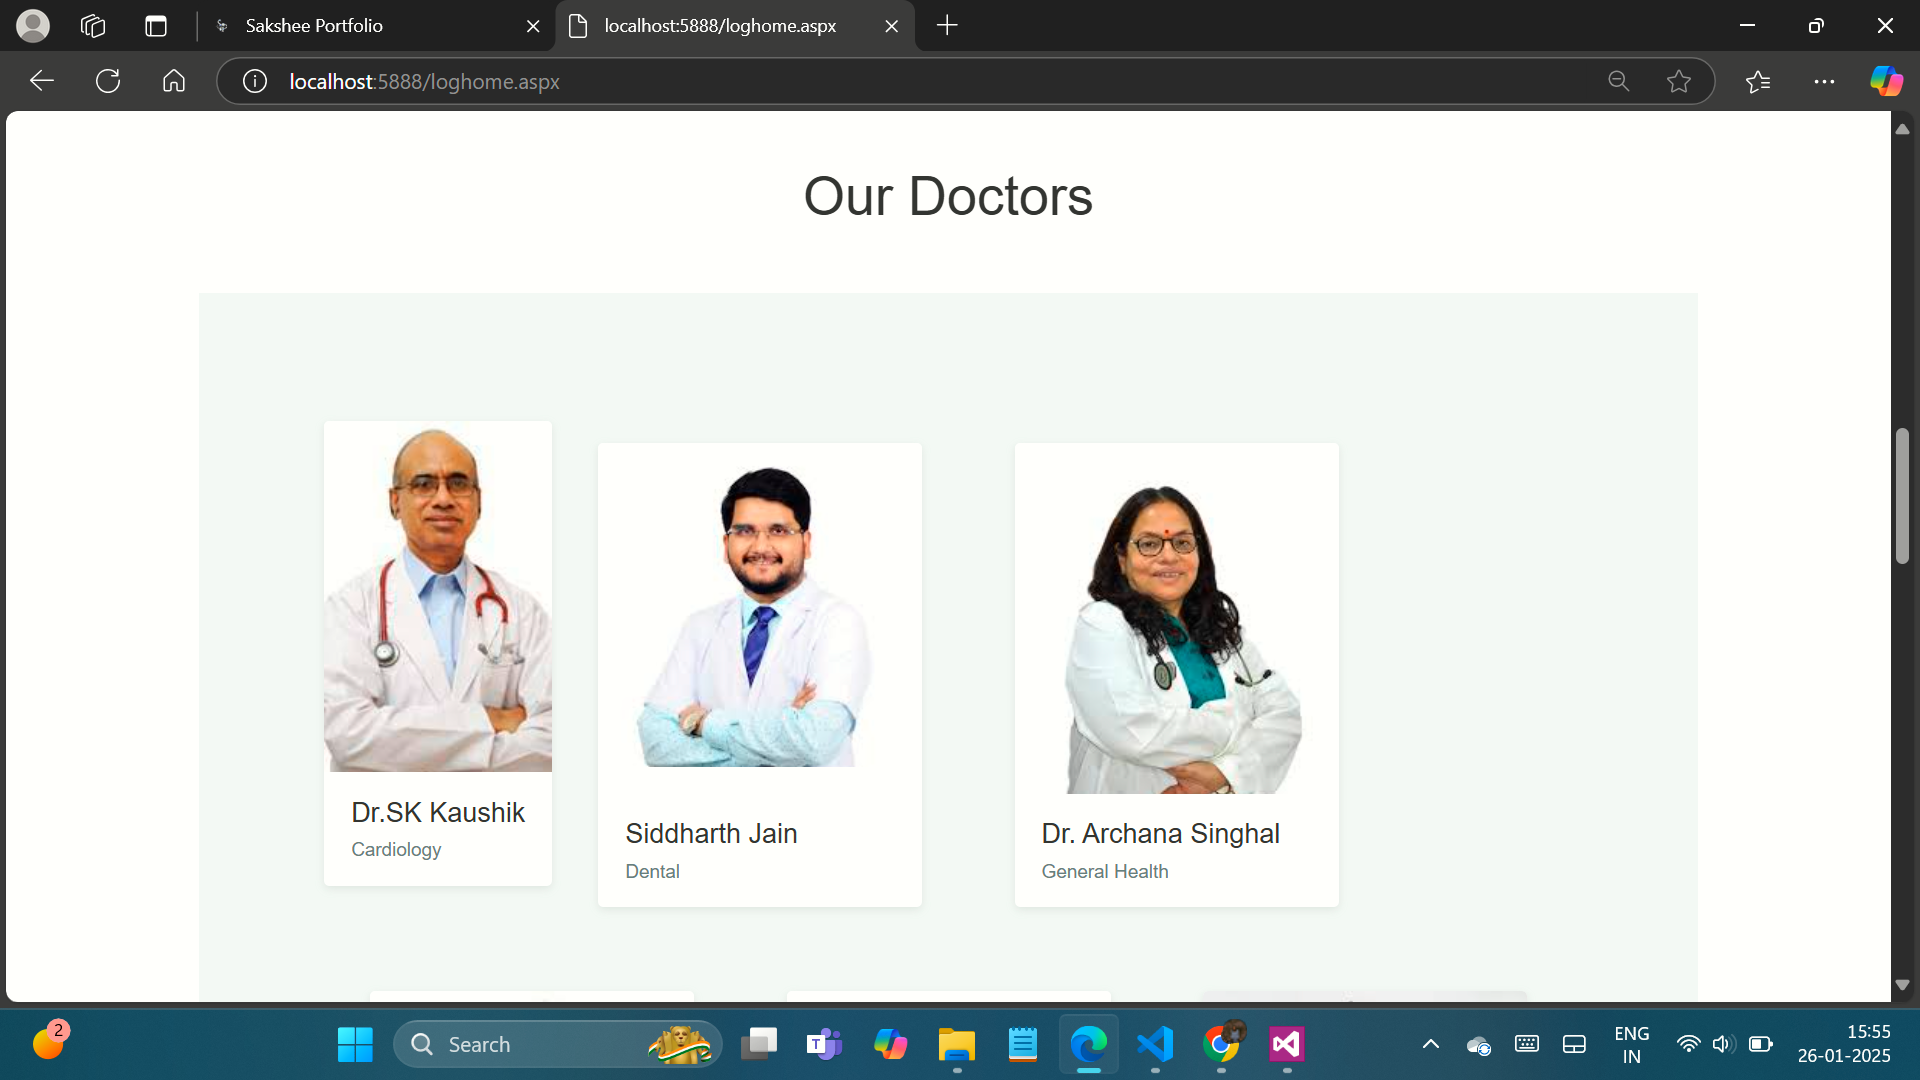 Sakshee Portfolio
localhost:5888/loghome.aspx
localhost:5888/loghome.aspx
Our Doctors
Dr.SK Kaushik
Cardiology
Siddharth Jain
Dental
Dr. Archana Singhal
General Health
2
Search
T
ENG
IN
15:55
26-01-2025